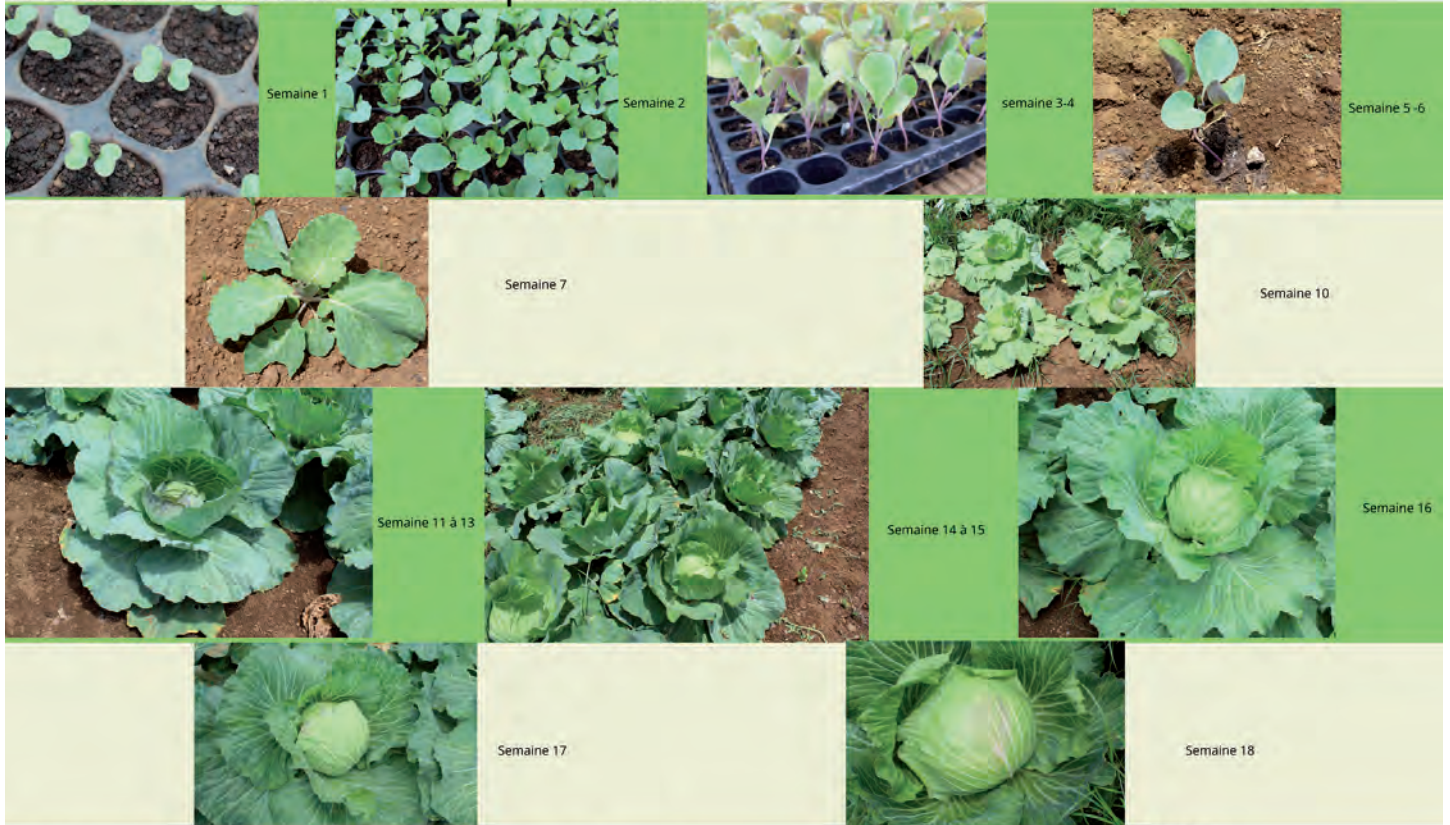 Semaine 1
Semaine 2
semaine 3-4
Semaine 5 -6
Semaine 7
Semaine 10
Semaine 11 à 13
Semaine 14 à 15
Semaine 16
Semaine 17
Semaine 18